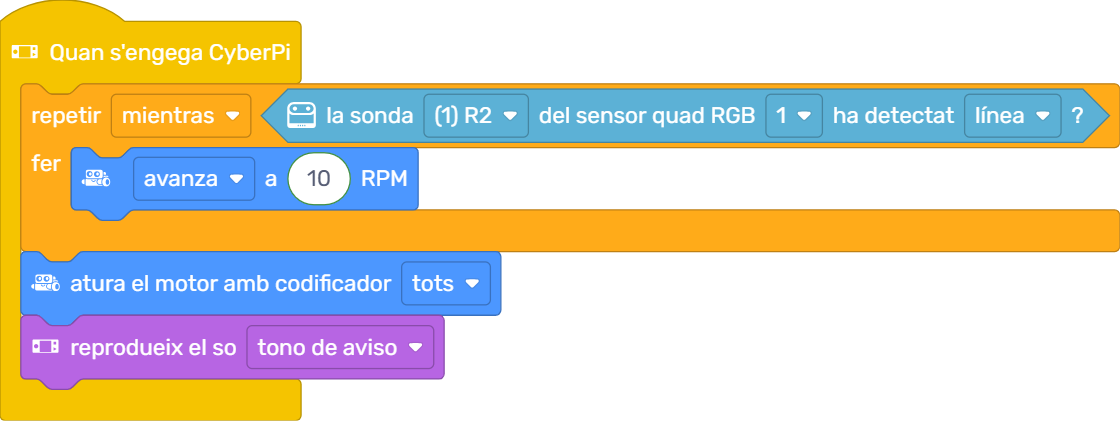 Quan s'engega CyberPi
repetir mientras la sonda (1) R2 del sensor quad RGB 1 ha detectat línea ?
fer
avanza a 10 RPM
atura el motor amb codificador tots
reprodueix el so tono de aviso